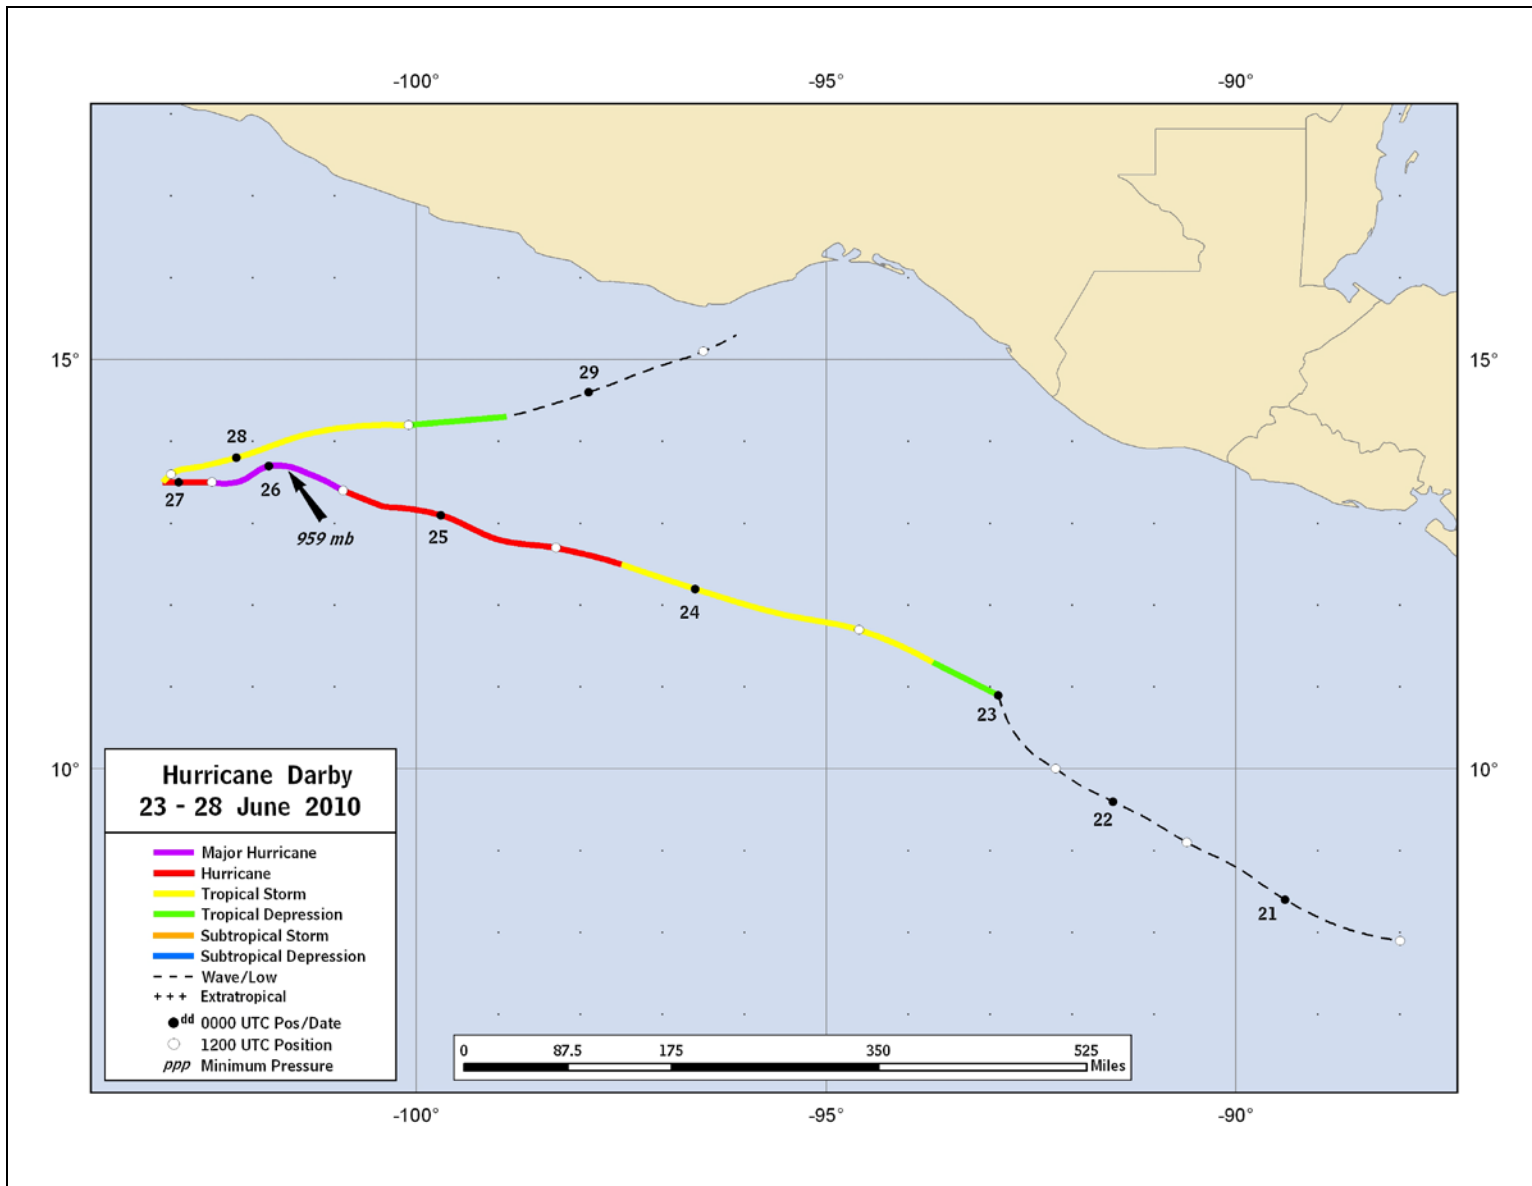 -100° -95° -90°
15° 15°
29
28
27 26
959 mb
25
24
23
10° 10°
22
21
Hurricane Darby
23 - 28 June 2010
Major Hurricane
Hurricane
Tropical Storm
Tropical Depression
Subtropical Storm
Subtropical Depression
Wave/Low
+++ Extratropical
dd 0000 UTC Pos/Date
1200 UTC Position
ppp Minimum Pressure
0 87.5 175 350 525
Miles
-100° -95° -90°